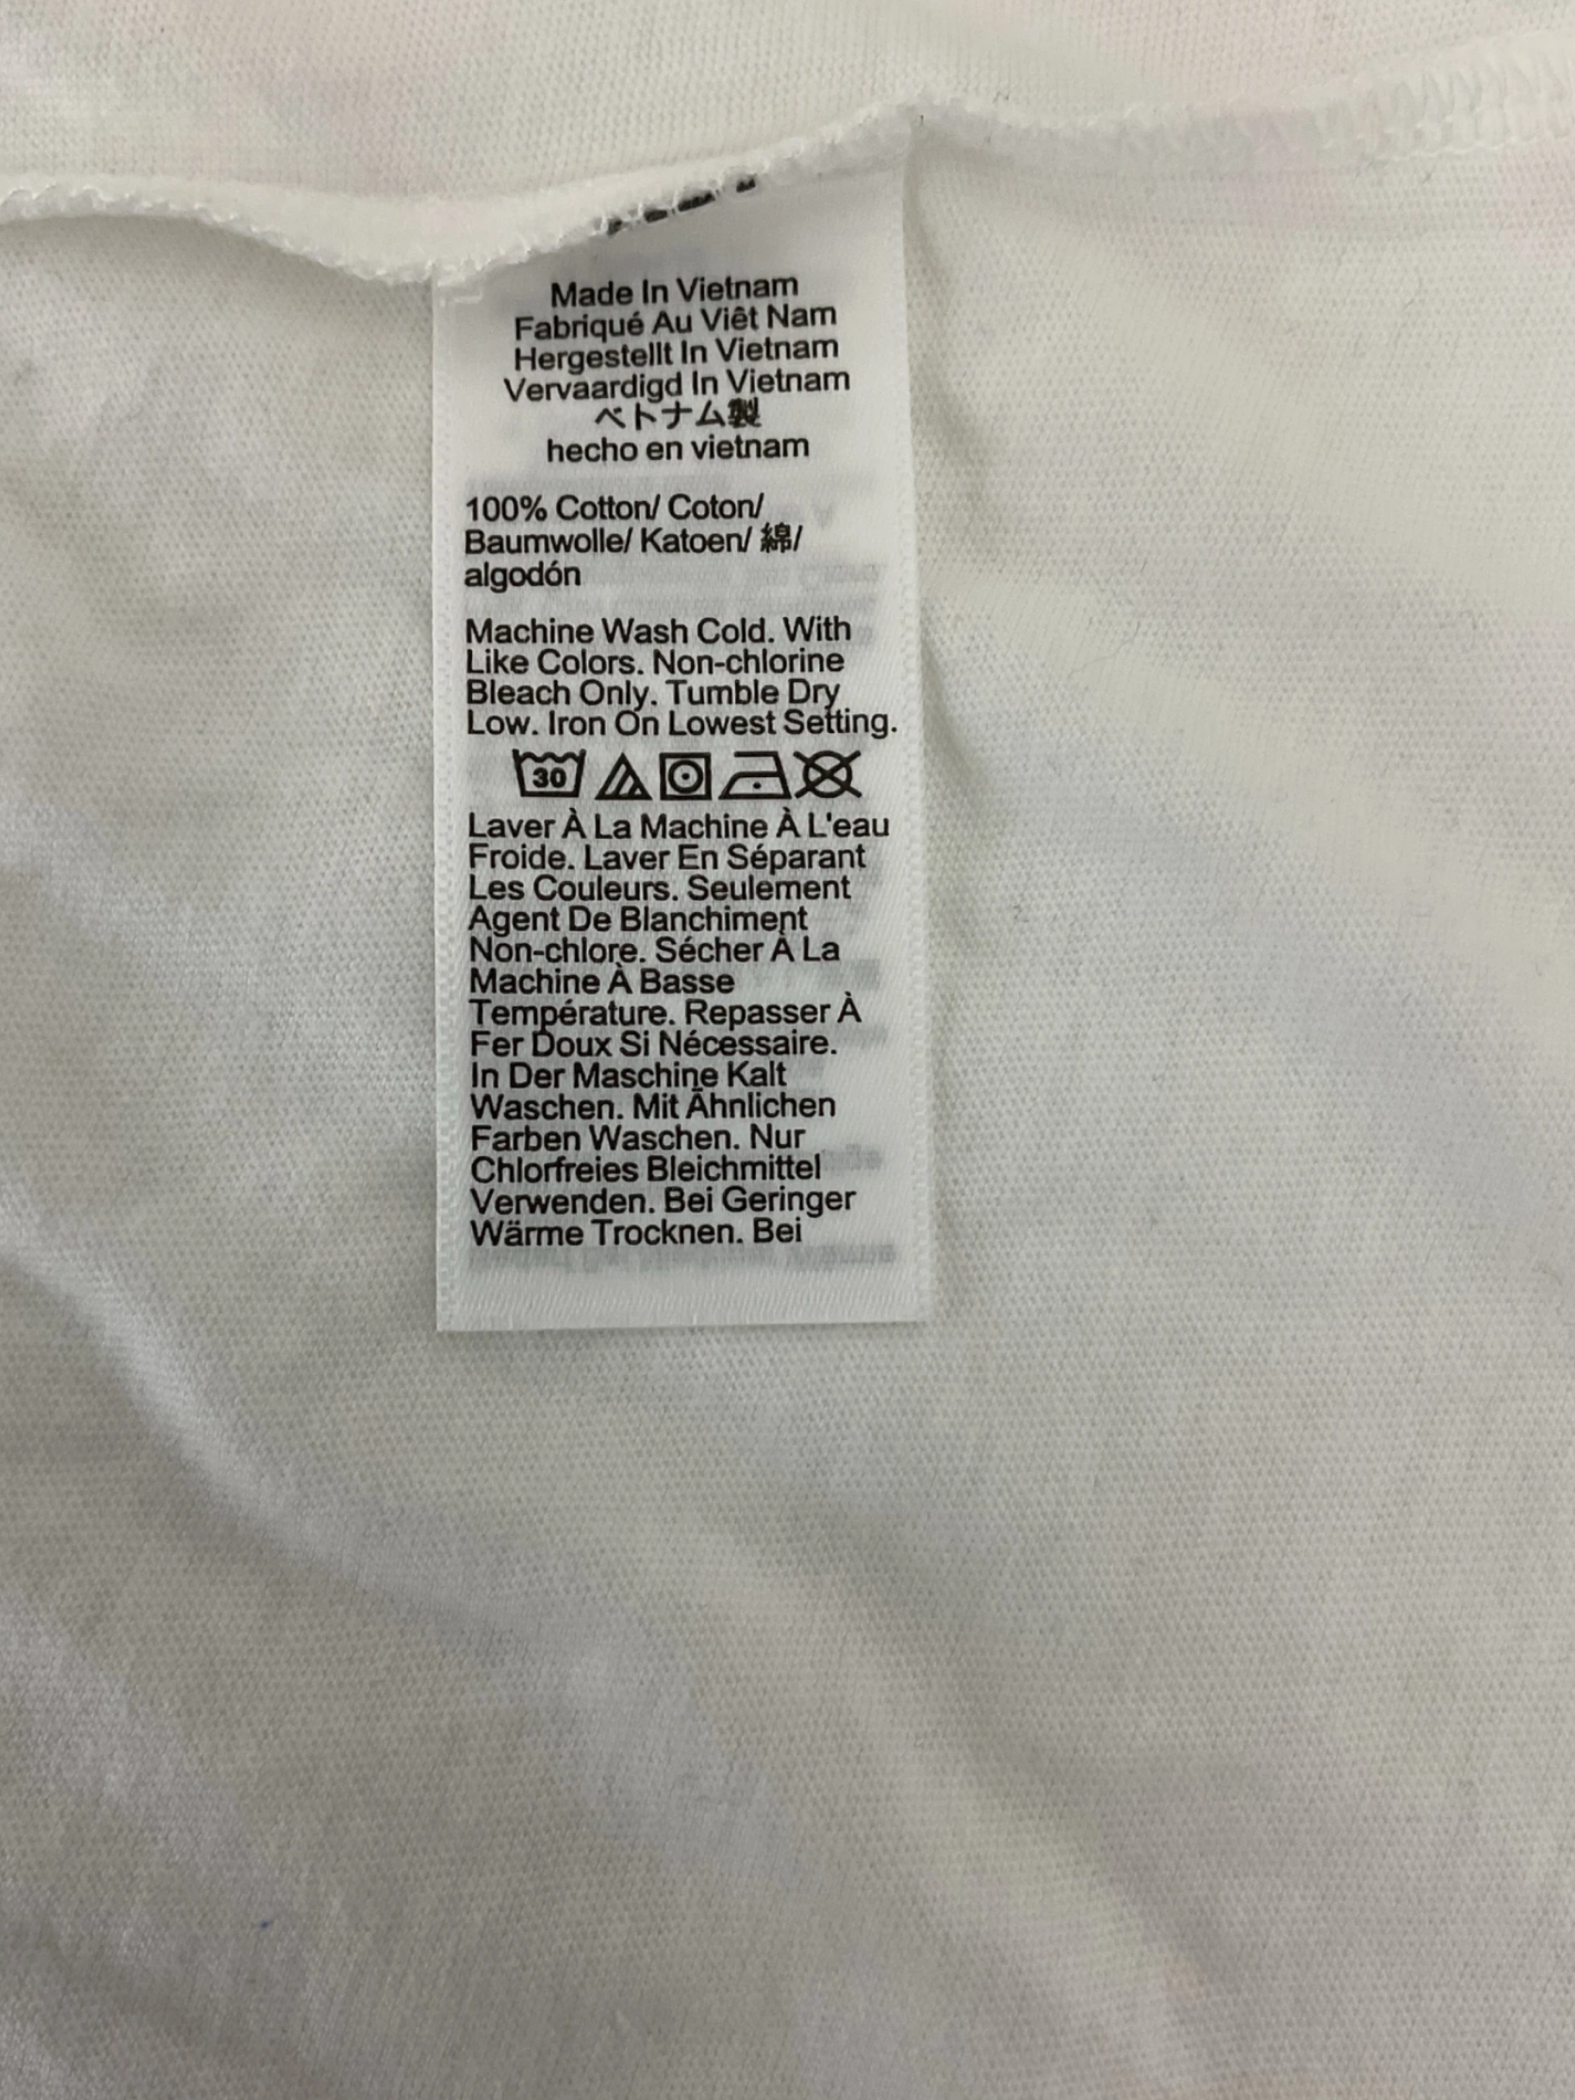 Made In Vietnam
Fabriqué Au Viêt Nam
Hergestellt In Vietnam
Vervaardigd In Vietnam
ベトナム製
hecho en vietnam
100% Cotton/ Coton/
Baumwolle/ Katoen/ 綿/
algodón
Machine Wash Cold. With
Like Colors. Non-chlorine
Bleach Only. Tumble Dry
Low. Iron On Lowest Setting.
30
Laver À La Machine À L'eau
Froide. Laver En Séparant
Les Couleurs. Seulement
Agent De Blanchiment
Non-chlore. Sécher À La
Machine À Basse
Température. Repasser À
Fer Doux Si Nécessaire.
In Der Maschine Kalt
Waschen. Mit Ähnlichen
Farben Waschen. Nur
Chlorfreies Bleichmittel
Verwenden. Bei Geringer
Wärme Trocknen. Bei